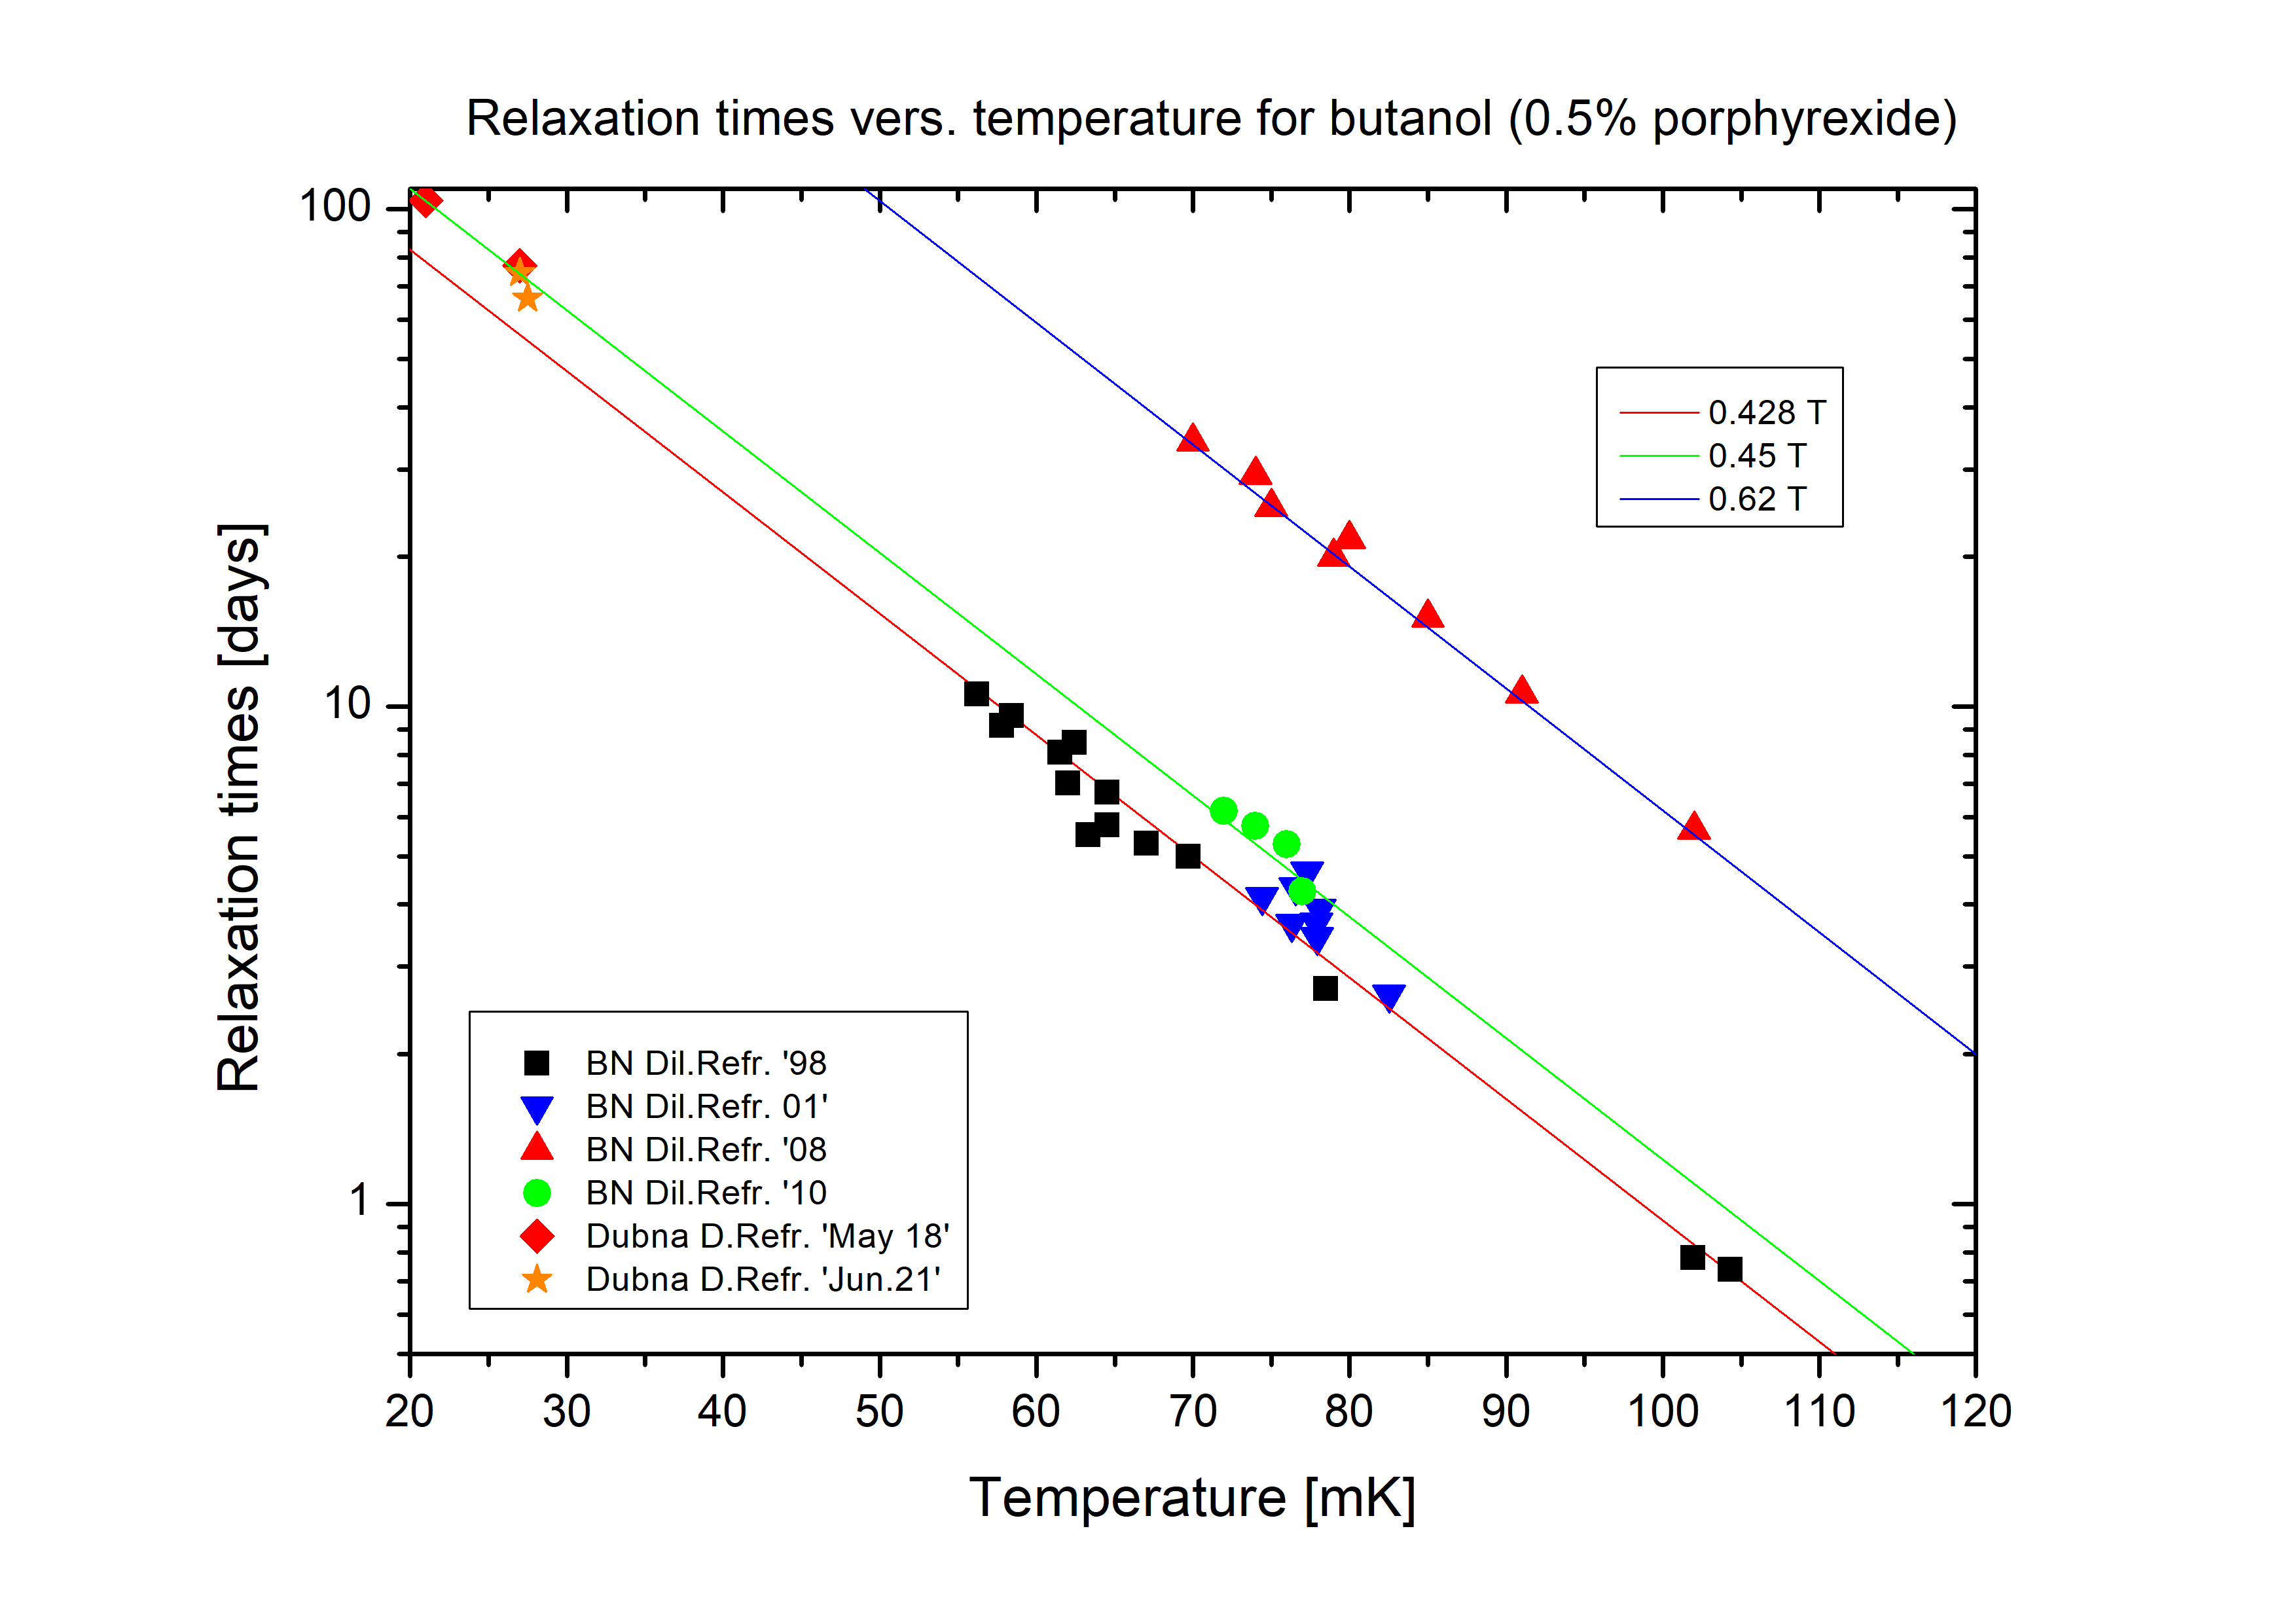 Relaxation times vers. temperature for butanol (0.5% porphyrexide)
100
10
1
Relaxation times [days]
0.428 T
0.45 T
0.62 T
BN Dil.Refr. '98
BN Dil.Refr. 01'
BN Dil.Refr. '08
BN Dil.Refr. '10
Dubna D.Refr. 'May 18'
Dubna D.Refr. 'Jun.21'
20 30 40 50 60 70 80 90 100 110 120
Temperature [mK]